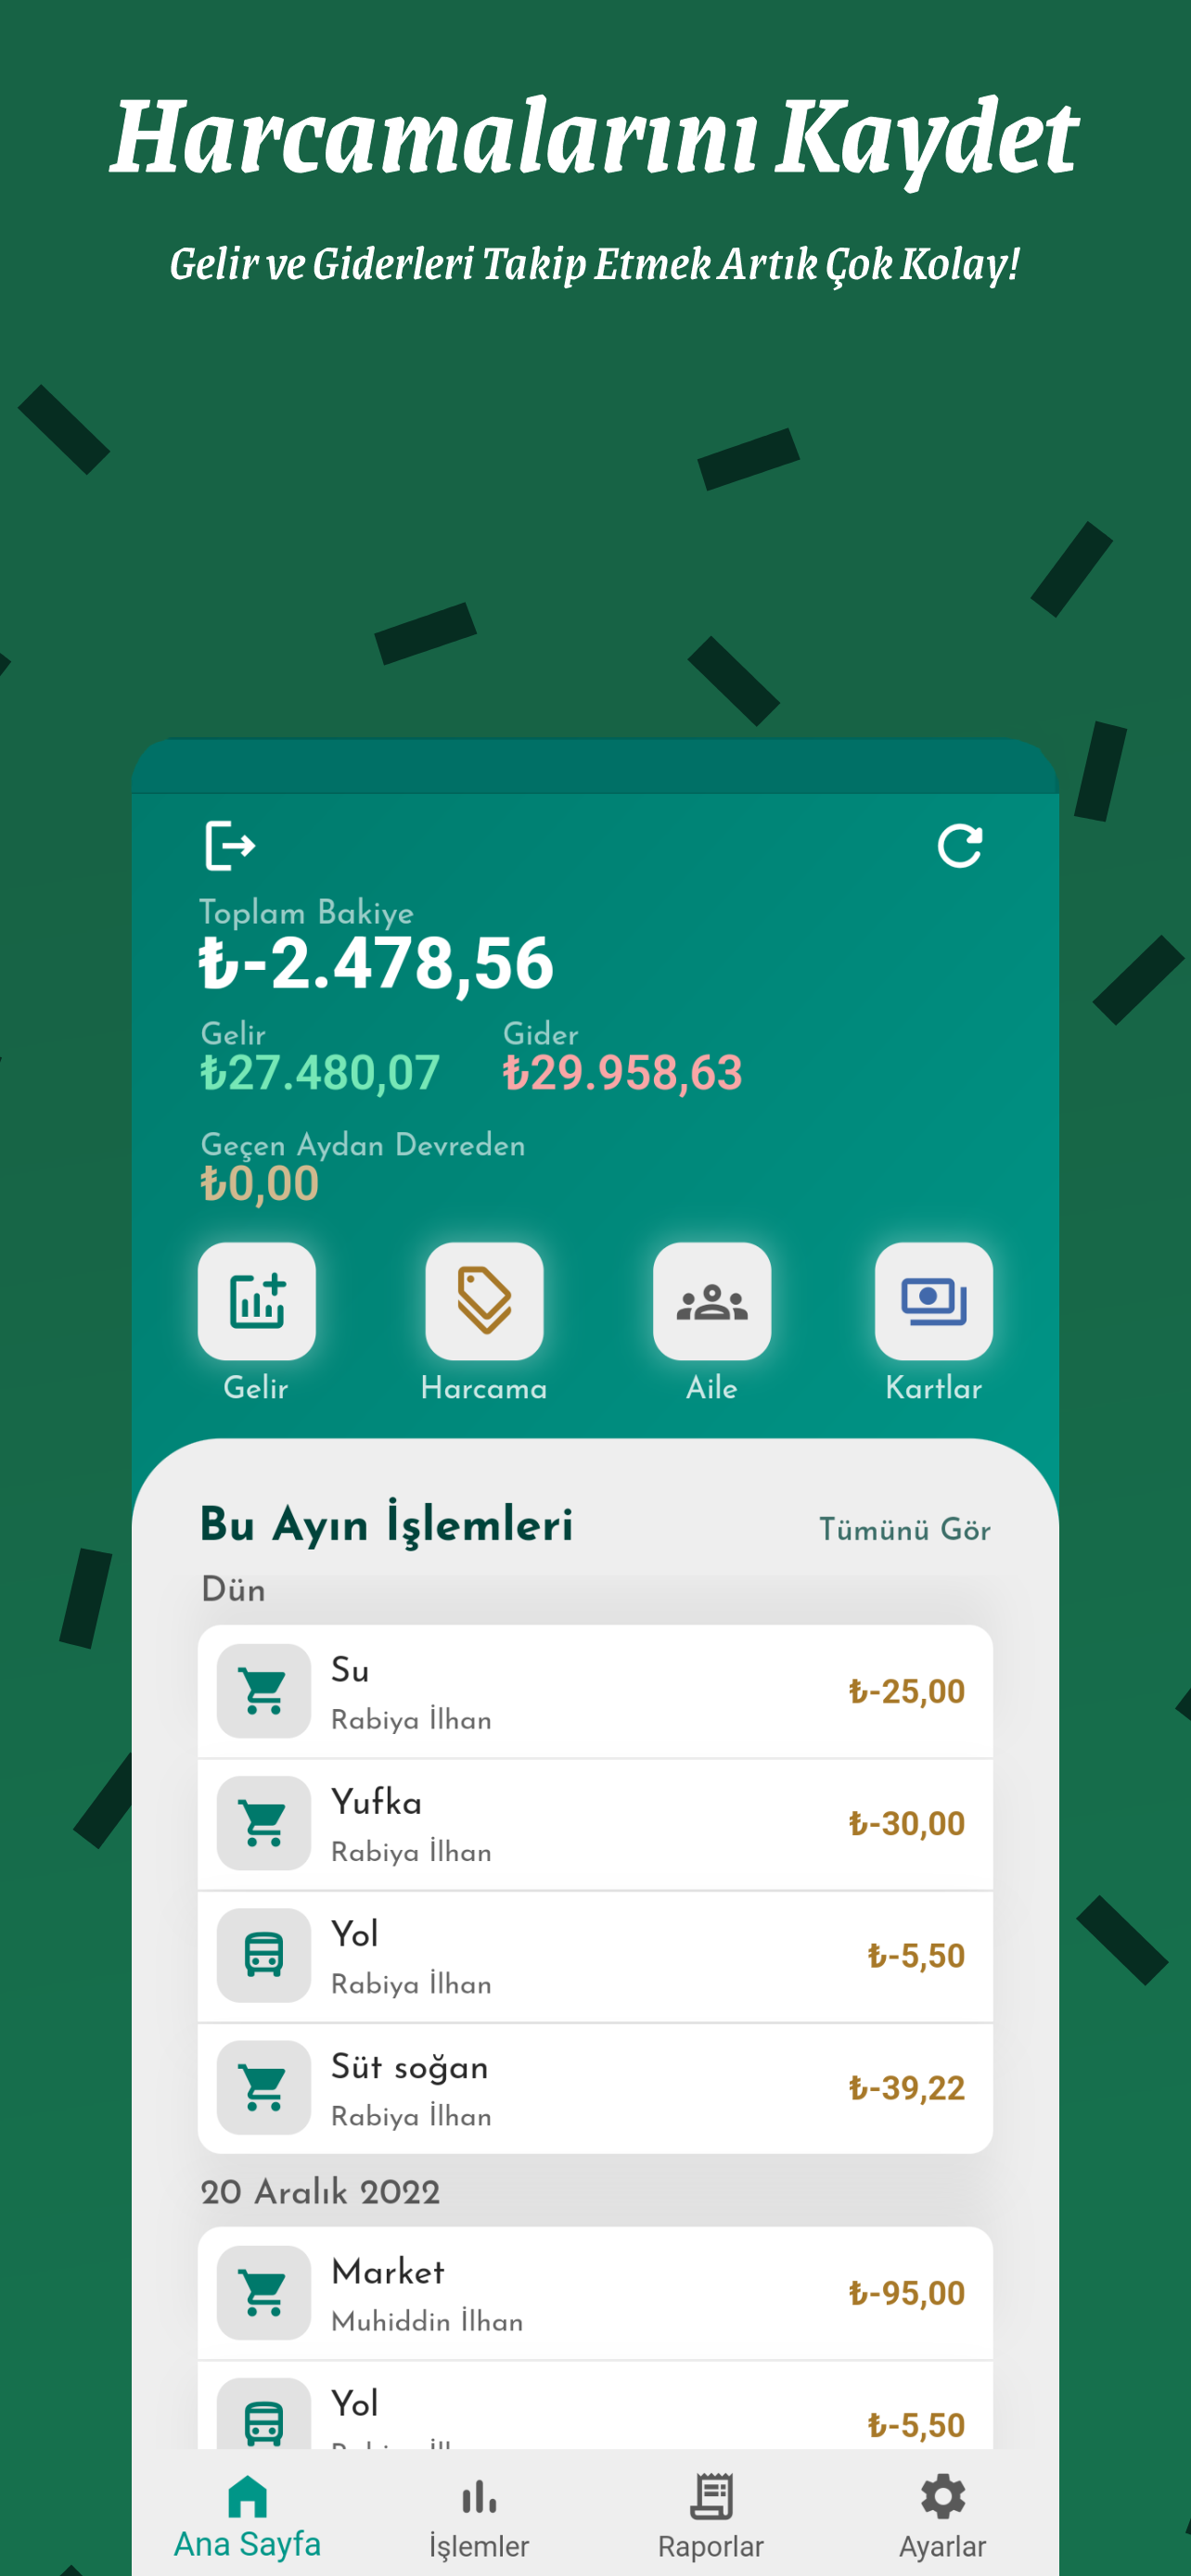 Harcamalarını Kaydet
Gelir ve Giderleri Takip Etmek Artık Çok Kolay!
Toplam Bakiye
₺-2.478,56
Gelir Gider
₺27.480,07 ₺29.958,63
Geçen Aydan Devreden
₺0,00
Gelir Harcama Aile Kartlar
Bu Ayın İşlemleri Tümünü Gör
Dün
Su
Rabiya İlhan
₺-25,00
Yufka
Rabiya İlhan
₺-30,00
Yol
Rabiya İlhan
₺-5,50
Süt soğan
Rabiya İlhan
₺-39,22
20 Aralık 2022
Market
Muhiddin İlhan
₺-95,00
Yol
₺-5,50
Ana Sayfa İşlemler Raporlar Ayarlar